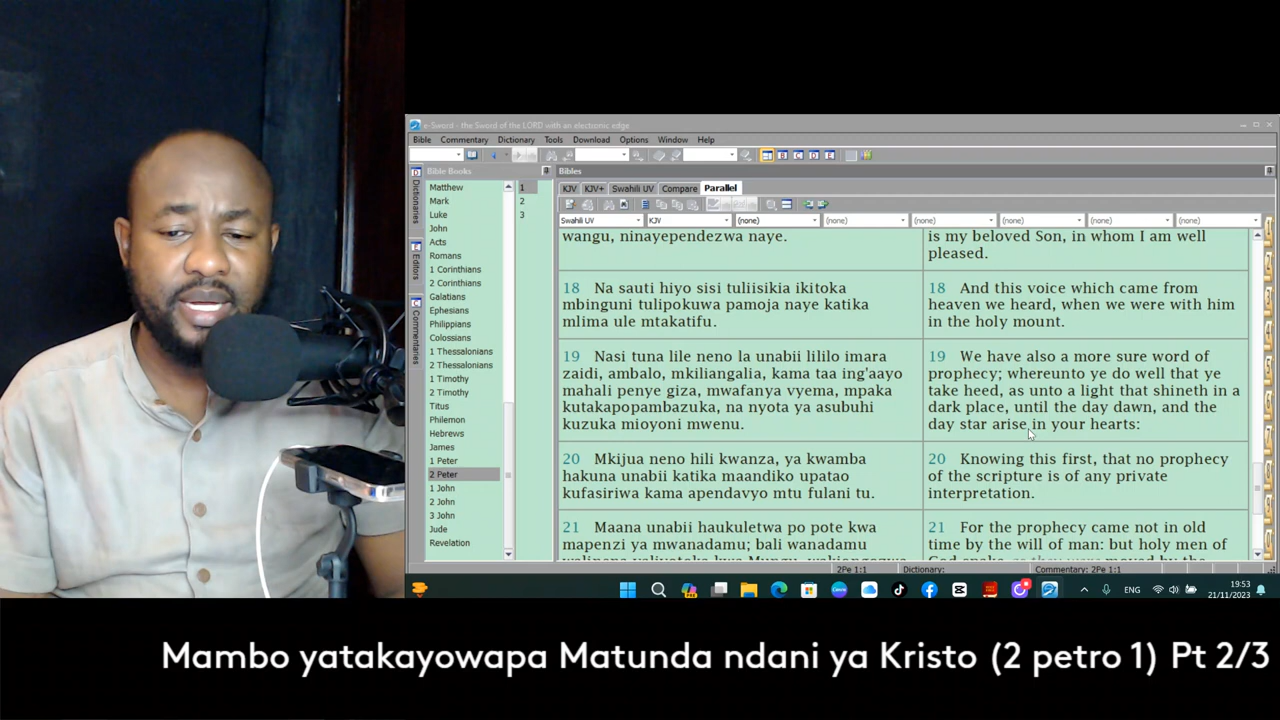 e-Sword - the Sword of the LORD with an electronic edge
Bible Commentary Dictionary Tools Download Options Window Help
Bible Books
Bibles
KJV KJV+ Swahili UV Compare Parallel
Swahili UV KJV (none) (none) (none) (none) (none) (none)
Dictionaries
Editors
Commentaries
Matthew 1
Mark 2
Luke 3
John
Acts
Romans
1 Corinthians
2 Corinthians
Galatians
Ephesians
Philippians
Colossians
1 Thessalonians
2 Thessalonians
1 Timothy
2 Timothy
Titus
Philemon
Hebrews
James
1 Peter
2 Peter
1 John
2 John
3 John
Jude
Revelation
wangu, ninayependezwa naye.
18 Na sauti hiyo sisi tuliisikia ikitoka
mbinguni tulipokuwa pamoja naye katika
mlima ule mtakatifu.
19 Nasi tuna lile neno la unabii lililo imara
zaidi, ambalo, mkiliangalia, kama taa ing'aayo
mahali penye giza, mwafanya vyema, mpaka
kutakapopambazuka, na nyota ya asubuhi
kuzuka mioyoni mwenu.
20 Mkijua neno hili kwanza, ya kwamba
hakuna unabii katika maandiko upatao
kufasiriwa kama apendavyo mtu fulani tu.
21 Maana unabii haukuletwa po pote kwa
mapenzi ya mwanadamu; bali wanadamu
is my beloved Son, in whom I am well
pleased.
18 And this voice which came from
heaven we heard, when we were with him
in the holy mount.
19 We have also a more sure word of
prophecy; whereunto ye do well that ye
take heed, as unto a light that shineth in a
dark place, until the day dawn, and the
day star arise in your hearts:
20 Knowing this first, that no prophecy
of the scripture is of any private
interpretation.
21 For the prophecy came not in old
time by the will of man: but holy men of
2Pe 1:1 Dictionary: Commentary: 2Pe 1:1
ENG
19:53
21/11/2023
Mambo yatakayowapa Matunda ndani ya Kristo (2 petro 1) Pt 2/3